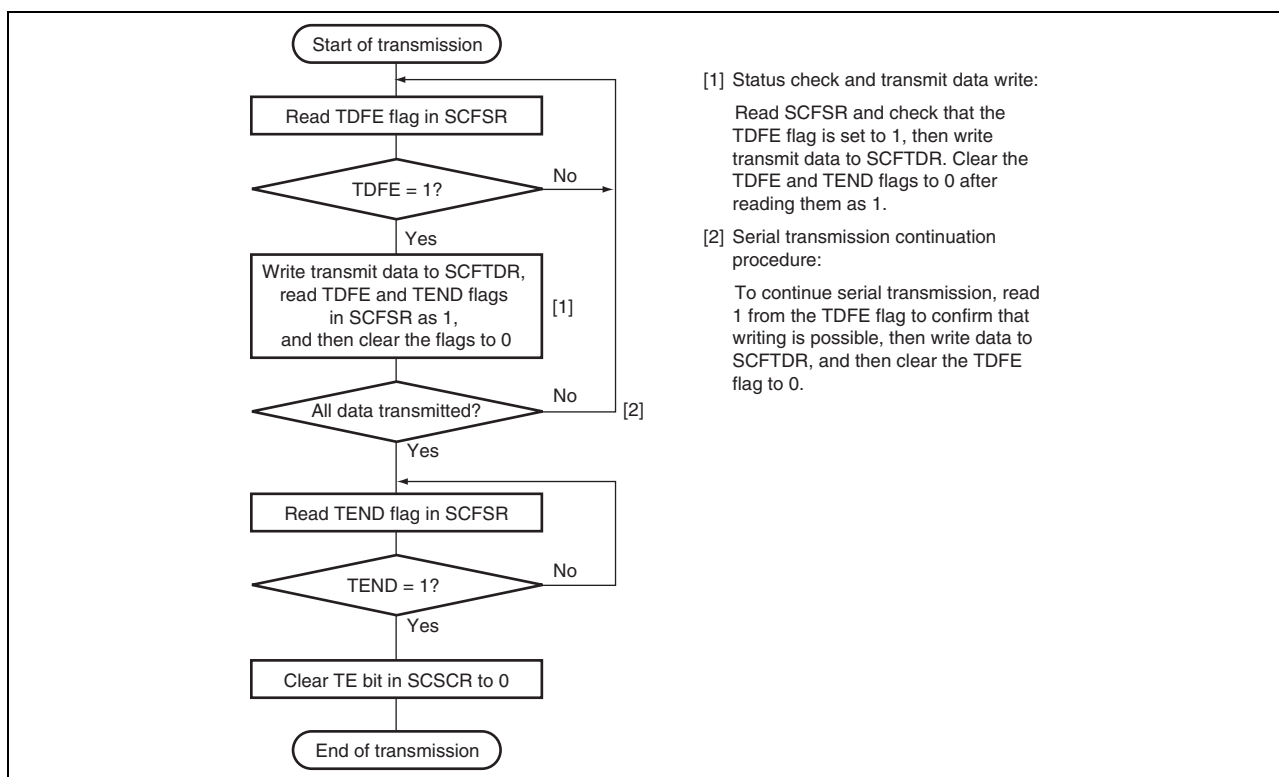 Start of transmission
Read TDFE flag in SCFSR
TDFE = 1?
No
Yes
Write transmit data to SCFTDR,
read TDFE and TEND flags
in SCFSR as 1,
and then clear the flags to 0
[1]
All data transmitted?
No
[2]
Yes
Read TEND flag in SCFSR
TEND = 1?
No
Yes
Clear TE bit in SCSCR to 0
End of transmission
[1] Status check and transmit data write:
Read SCFSR and check that the
TDFE flag is set to 1, then write
transmit data to SCFTDR. Clear the
TDFE and TEND flags to 0 after
reading them as 1.
[2] Serial transmission continuation
procedure:
To continue serial transmission, read
1 from the TDFE flag to confirm that
writing is possible, then write data to
SCFTDR, and then clear the TDFE
flag to 0.